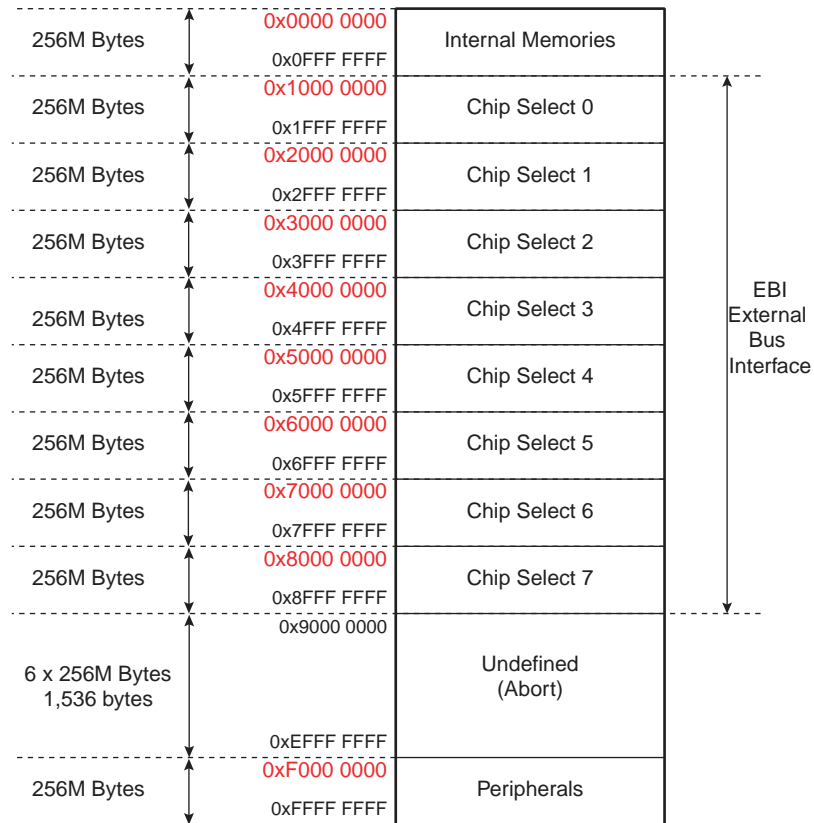 0x0000 0000
256M Bytes
Internal Memories
0x0FFF FFFF
0x1000 0000
256M Bytes
Chip Select 0
0x1FFF FFFF
0x2000 0000
256M Bytes
Chip Select 1
0x2FFF FFFF
0x3000 0000
256M Bytes
Chip Select 2
0x3FFF FFFF
0x4000 0000
256M Bytes
Chip Select 3
0x4FFF FFFF
EBI
External
Bus
Interface
0x5000 0000
256M Bytes
Chip Select 4
0x5FFF FFFF
0x6000 0000
256M Bytes
Chip Select 5
0x6FFF FFFF
0x7000 0000
256M Bytes
Chip Select 6
0x7FFF FFFF
0x8000 0000
256M Bytes
Chip Select 7
0x8FFF FFFF
0x9000 0000
6 x 256M Bytes
1,536 bytes
Undefined
(Abort)
0xEFFF FFFF
0xF000 0000
256M Bytes
Peripherals
0xFFFF FFFF